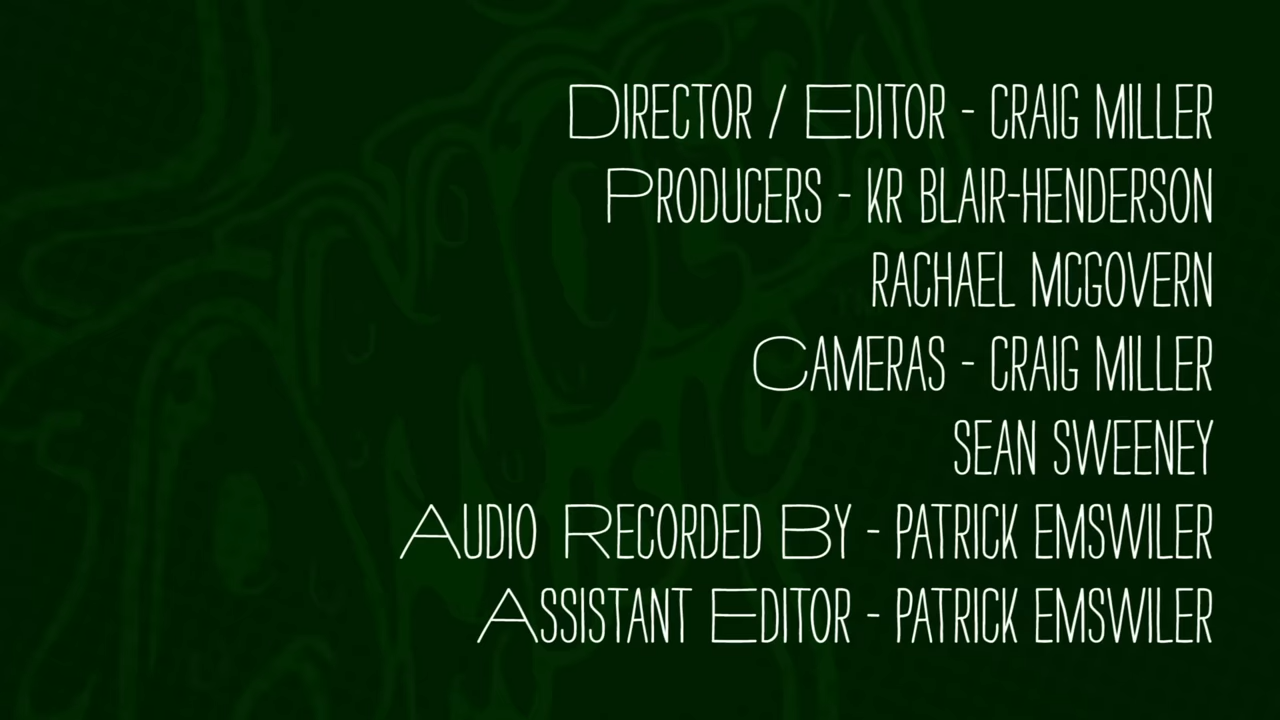 Director / Editor - CRAIG MILLER
Producers - KR BLAIR-HENDERSON
RACHAEL MCGOVERN
Cameras - CRAIG MILLER
SEAN SWEENEY
Audio Recorded By - PATRICK EMSWILER
Assistant Editor - PATRICK EMSWILER